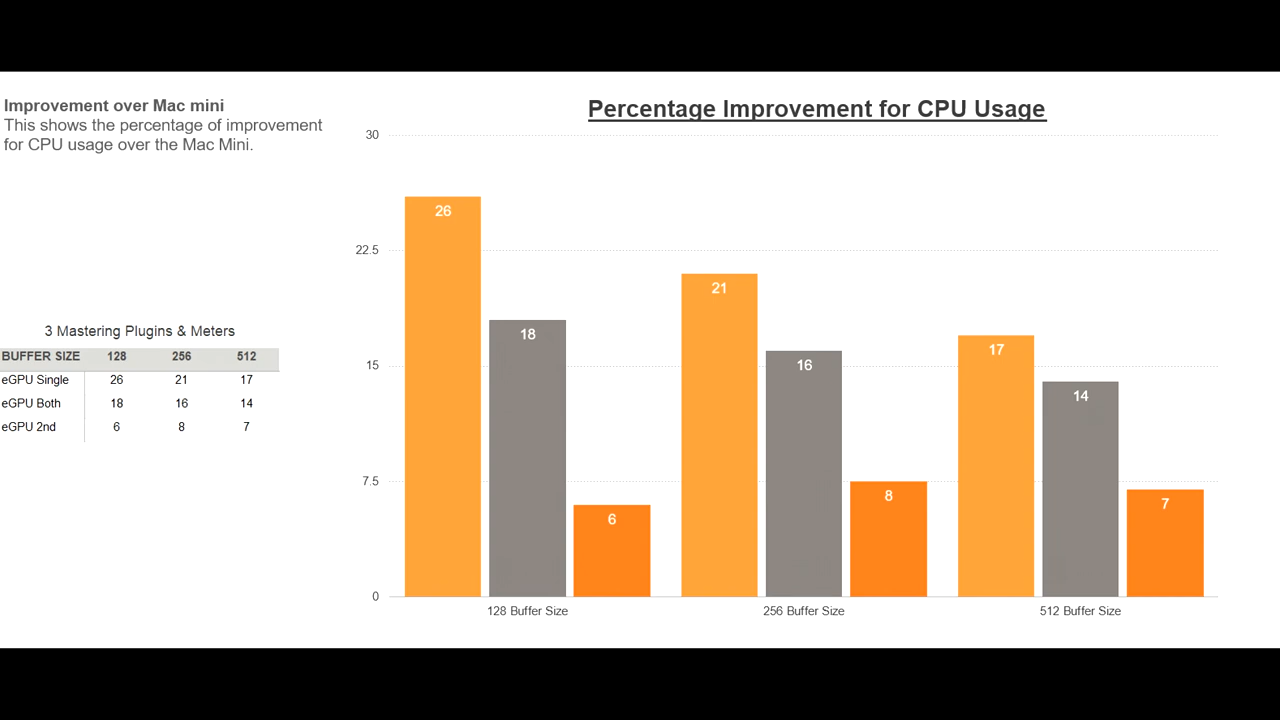 Improvement over Mac mini
This shows the percentage of improvement
for CPU usage over the Mac Mini.
3 Mastering Plugins & Meters
BUFFER SIZE 128 256 512
eGPU Single 26 21 17
eGPU Both 18 16 14
eGPU 2nd 6 8 7
Percentage Improvement for CPU Usage
30
22.5
15
7.5
0
26
18
6
21
16
8
17
14
7
128 Buffer Size
256 Buffer Size
512 Buffer Size